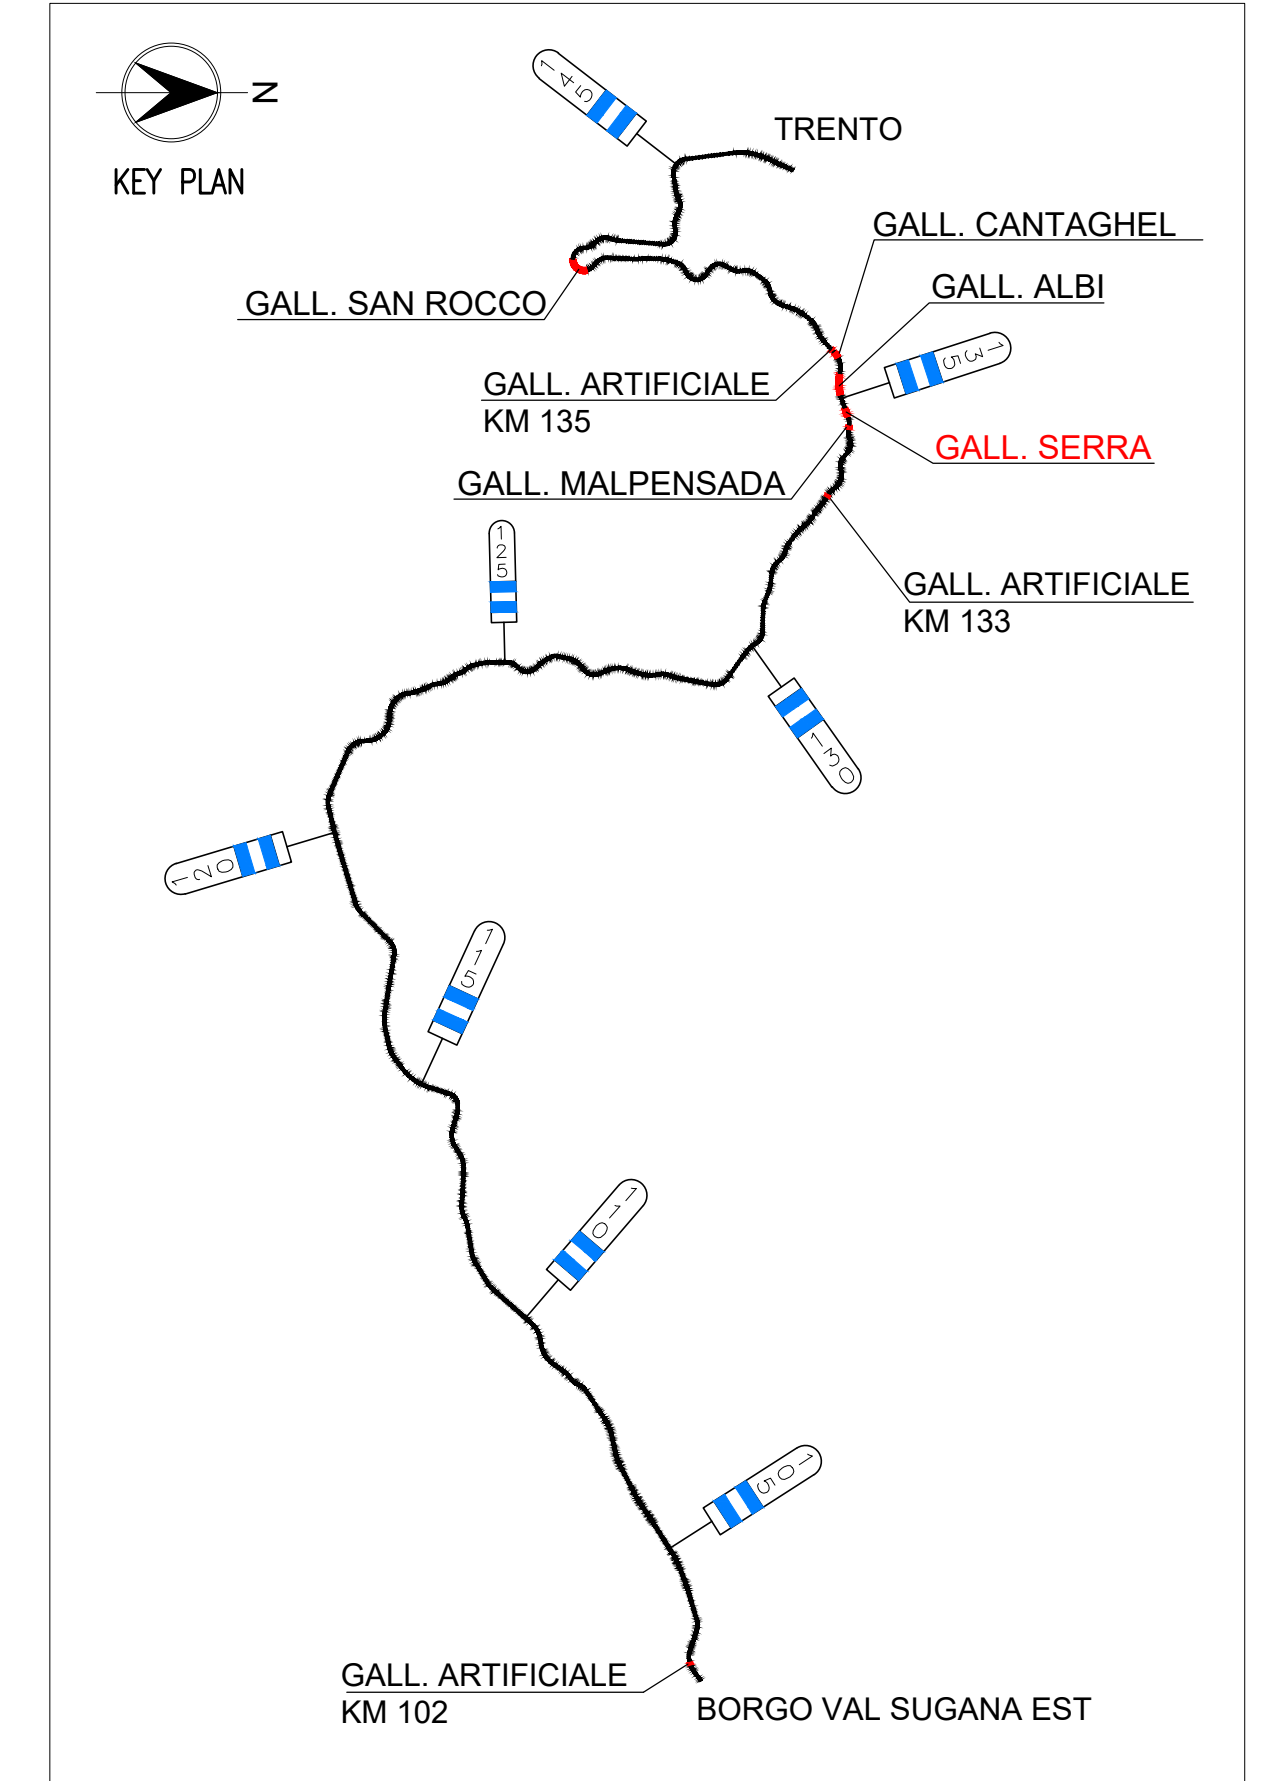 N
KEY PLAN
145
TRENTO
GALL. CANTAGHEL
GALL. ALBI
GALL. SAN ROCCO
135
GALL. ARTIFICIALE
KM 135
GALL. SERRA
GALL. MALPENSADA
125
GALL. ARTIFICIALE
KM 133
130
120
115
110
105
GALL. ARTIFICIALE
KM 102
BORGO VAL SUGANA EST